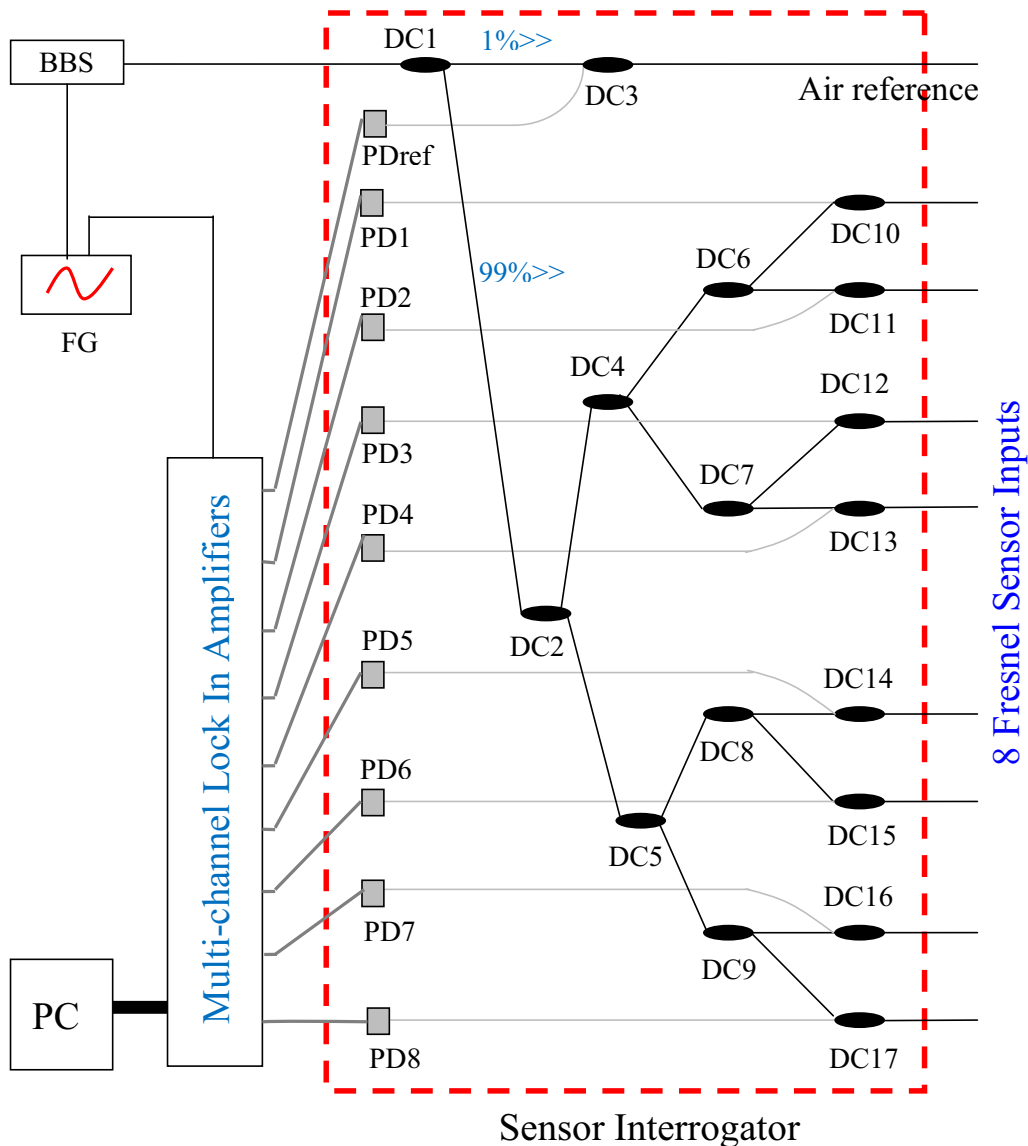 DC1
1%>>
BBS
DC3
Air reference
PDref
PD1
DC10
DC6
99%>>
PD2
DC11
FG
DC4
DC12
PD3
DC7
PD4
DC13
8 Fresnel Sensor Inputs
Multi-channel Lock In Amplifiers
DC2
PD5
DC14
DC8
PD6
DC15
DC5
DC16
PD7
DC9
PC
PD8
DC17
Sensor Interrogator